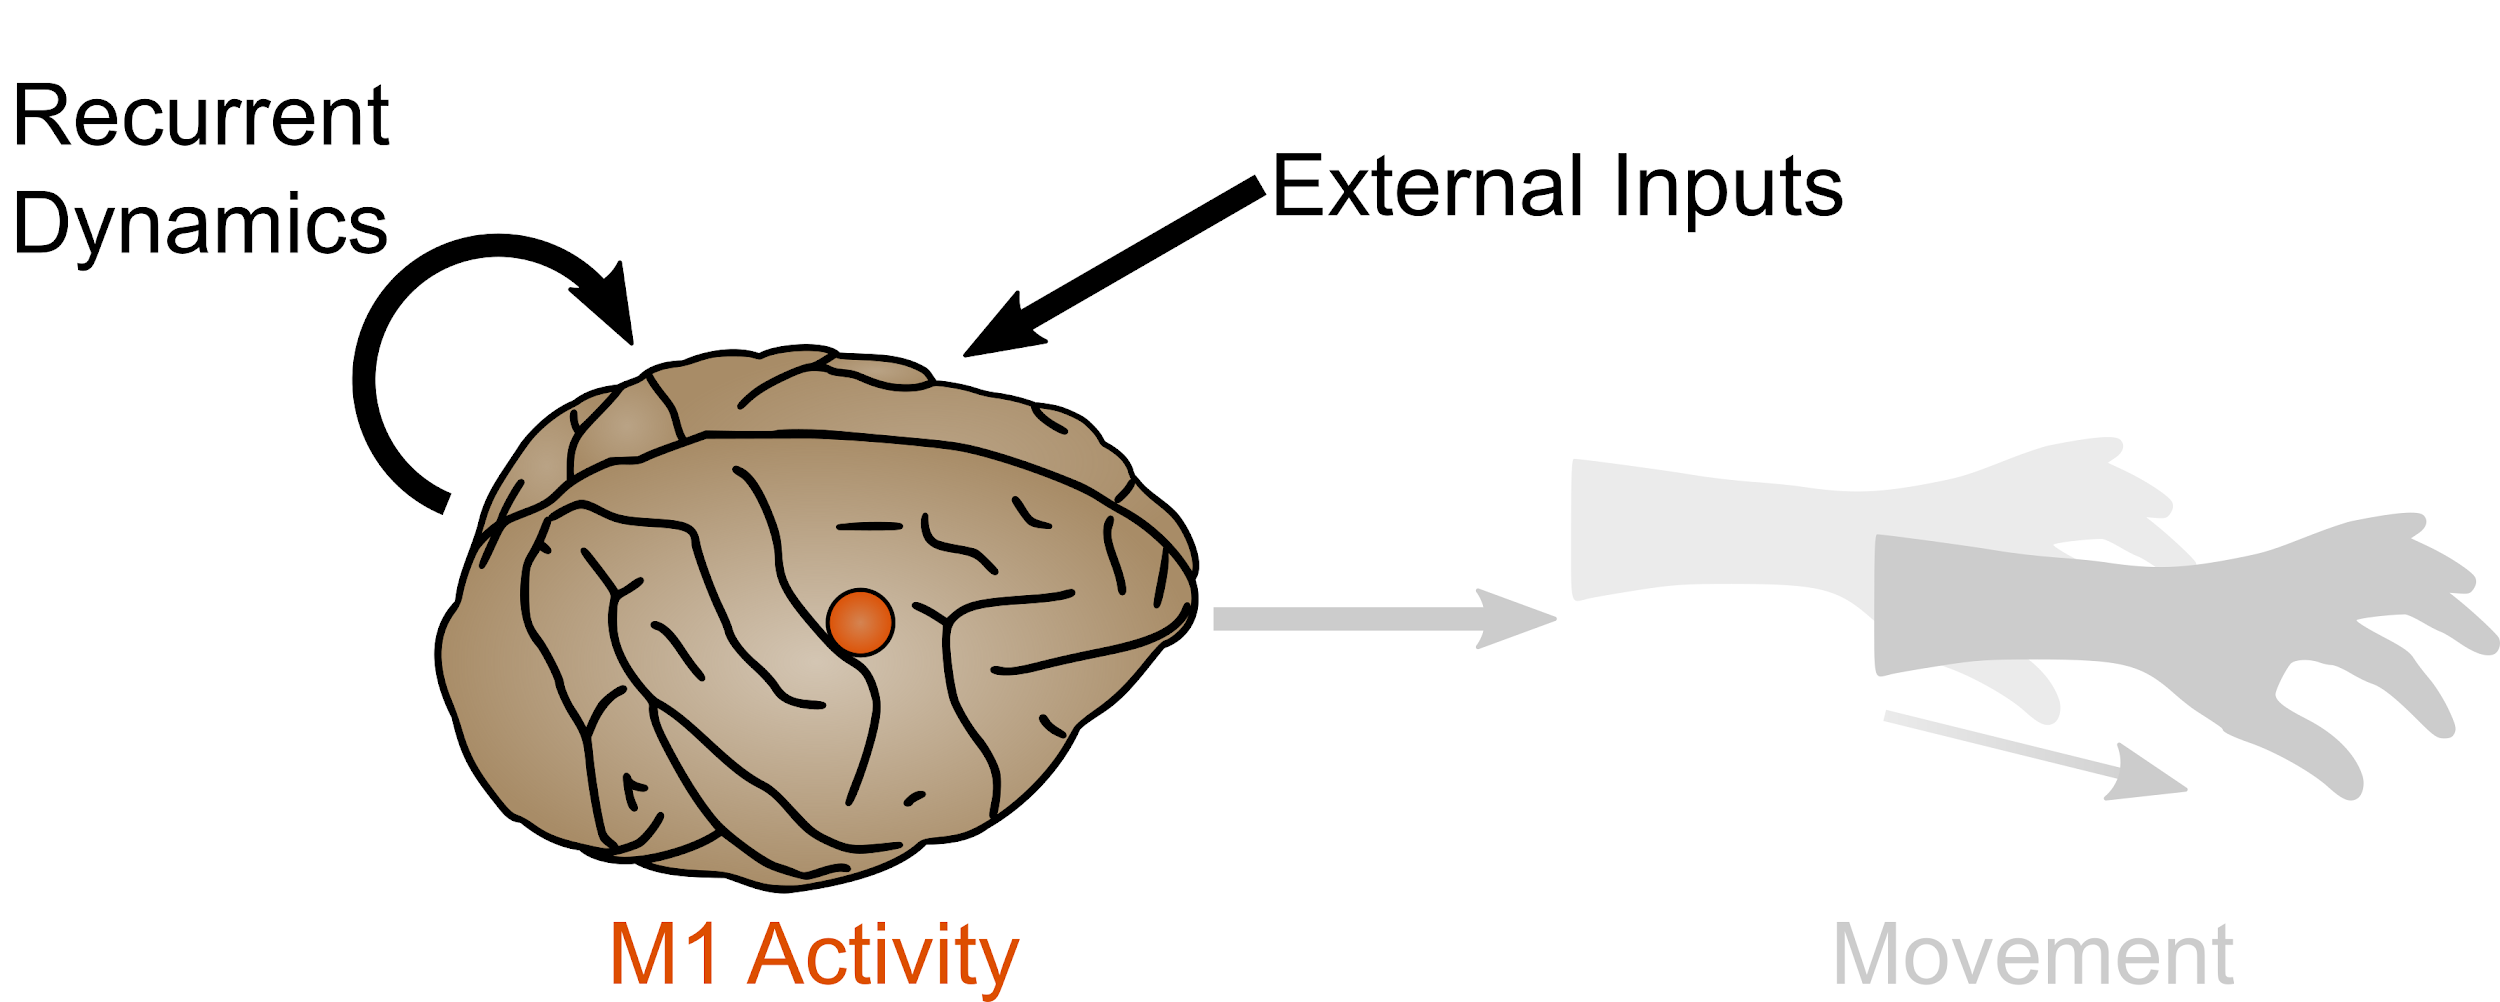 Recurrent
Dynamics
External Inputs
M1 Activity
Movement